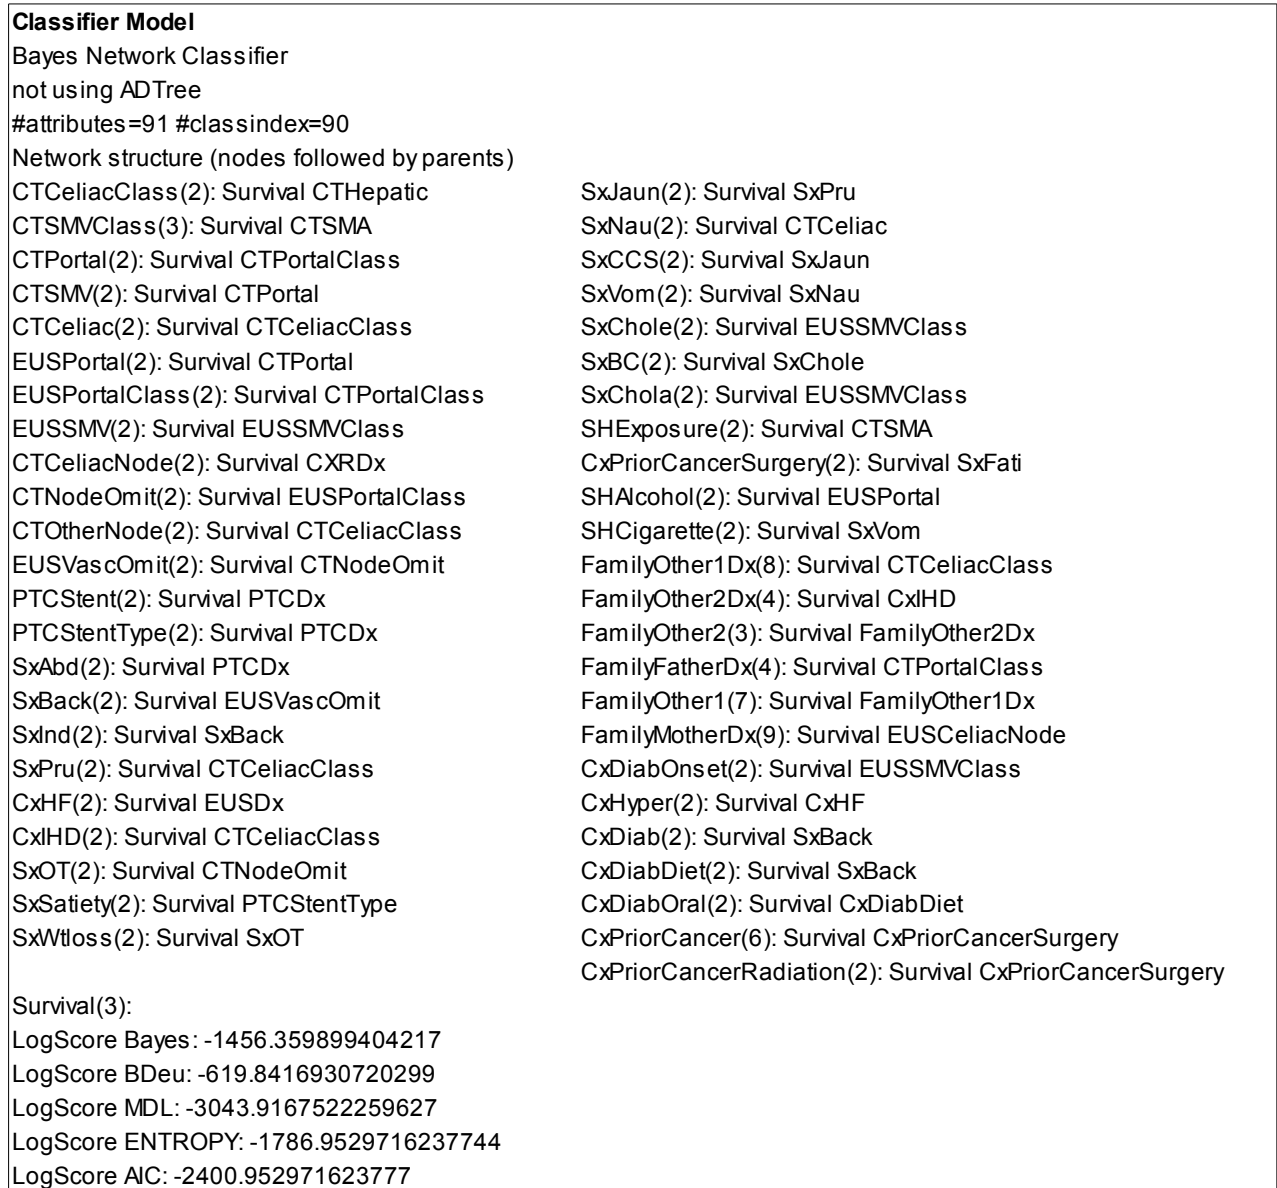 Classifier Model
Bayes Network Classifier
not using ADTree
#attributes=91 #classindex=90
Network structure (nodes followed by parents)
CTCeliacClass(2): Survival CTHepatic
CTSMVClass(3): Survival CTSMA
CTPortal(2): Survival CTPortalClass
CTSMV(2): Survival CTPortal
CTCeliac(2): Survival CTCeliacClass
EUSPortal(2): Survival CTPortal
EUSPortalClass(2): Survival CTPortalClass
EUSSMV(2): Survival EUSSMVClass
CTCeliacNode(2): Survival CXRDx
CTNodeOmit(2): Survival EUSPortalClass
CTOtherNode(2): Survival CTCeliacClass
EUSVascOmit(2): Survival CTNodeOmit
PTCStent(2): Survival PTCDx
PTCStentType(2): Survival PTCDx
SxAbd(2): Survival PTCDx
SxBack(2): Survival EUSVascOmit
SxInd(2): Survival SxBack
SxPru(2): Survival CTCeliacClass
CxHF(2): Survival EUSDx
CxIHD(2): Survival CTCeliacClass
SxOT(2): Survival CTNodeOmit
SxSatiety(2): Survival PTCStentType
SxWtloss(2): Survival SxOT
SxJaun(2): Survival SxPru
SxNau(2): Survival CTCeliac
SxCCS(2): Survival SxJaun
SxVom(2): Survival SxNau
SxChole(2): Survival EUSSMVClass
SxBC(2): Survival SxChole
SxChola(2): Survival EUSSMVClass
SHExposure(2): Survival CTSMA
CxPriorCancerSurgery(2): Survival SxFati
SHAlcohol(2): Survival EUSPortal
SHCigarette(2): Survival SxVom
FamilyOther1Dx(8): Survival CTCeliacClass
FamilyOther2Dx(4): Survival CxIHD
FamilyOther2(3): Survival FamilyOther2Dx
FamilyFatherDx(4): Survival CTPortalClass
FamilyOther1(7): Survival FamilyOther1Dx
FamilyMotherDx(9): Survival EUSCeliacNode
CxDiabOnset(2): Survival EUSSMVClass
CxHyper(2): Survival CxHF
CxDiab(2): Survival SxBack
CxDiabDiet(2): Survival SxBack
CxDiabOral(2): Survival CxDiabDiet
CxPriorCancer(6): Survival CxPriorCancerSurgery
CxPriorCancerRadiation(2): Survival CxPriorCancerSurgery
Survival(3):
LogScore Bayes: -1456.359899404217
LogScore BDeu: -619.8416930720299
LogScore MDL: -3043.9167522259627
LogScore ENTROPY: -1786.9529716237744
LogScore AIC: -2400.952971623777